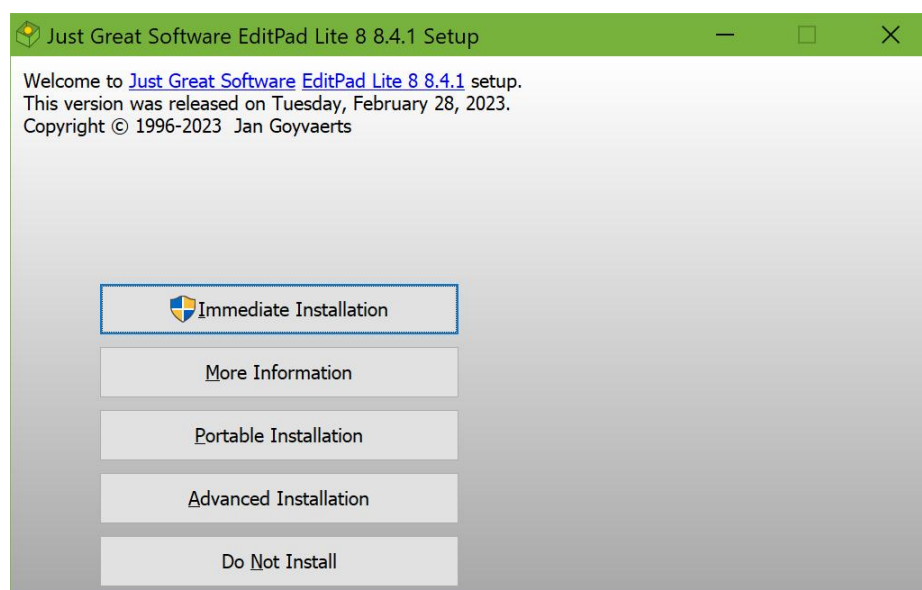 Just Great Software EditPad Lite 8 8.4.1 Setup
Welcome to Just Great Software EditPad Lite 8 8.4.1 setup.
This version was released on Tuesday, February 28, 2023.
Copyright © 1996-2023  Jan Goyvaerts
Immediate Installation
More Information
Portable Installation
Advanced Installation
Do Not Install